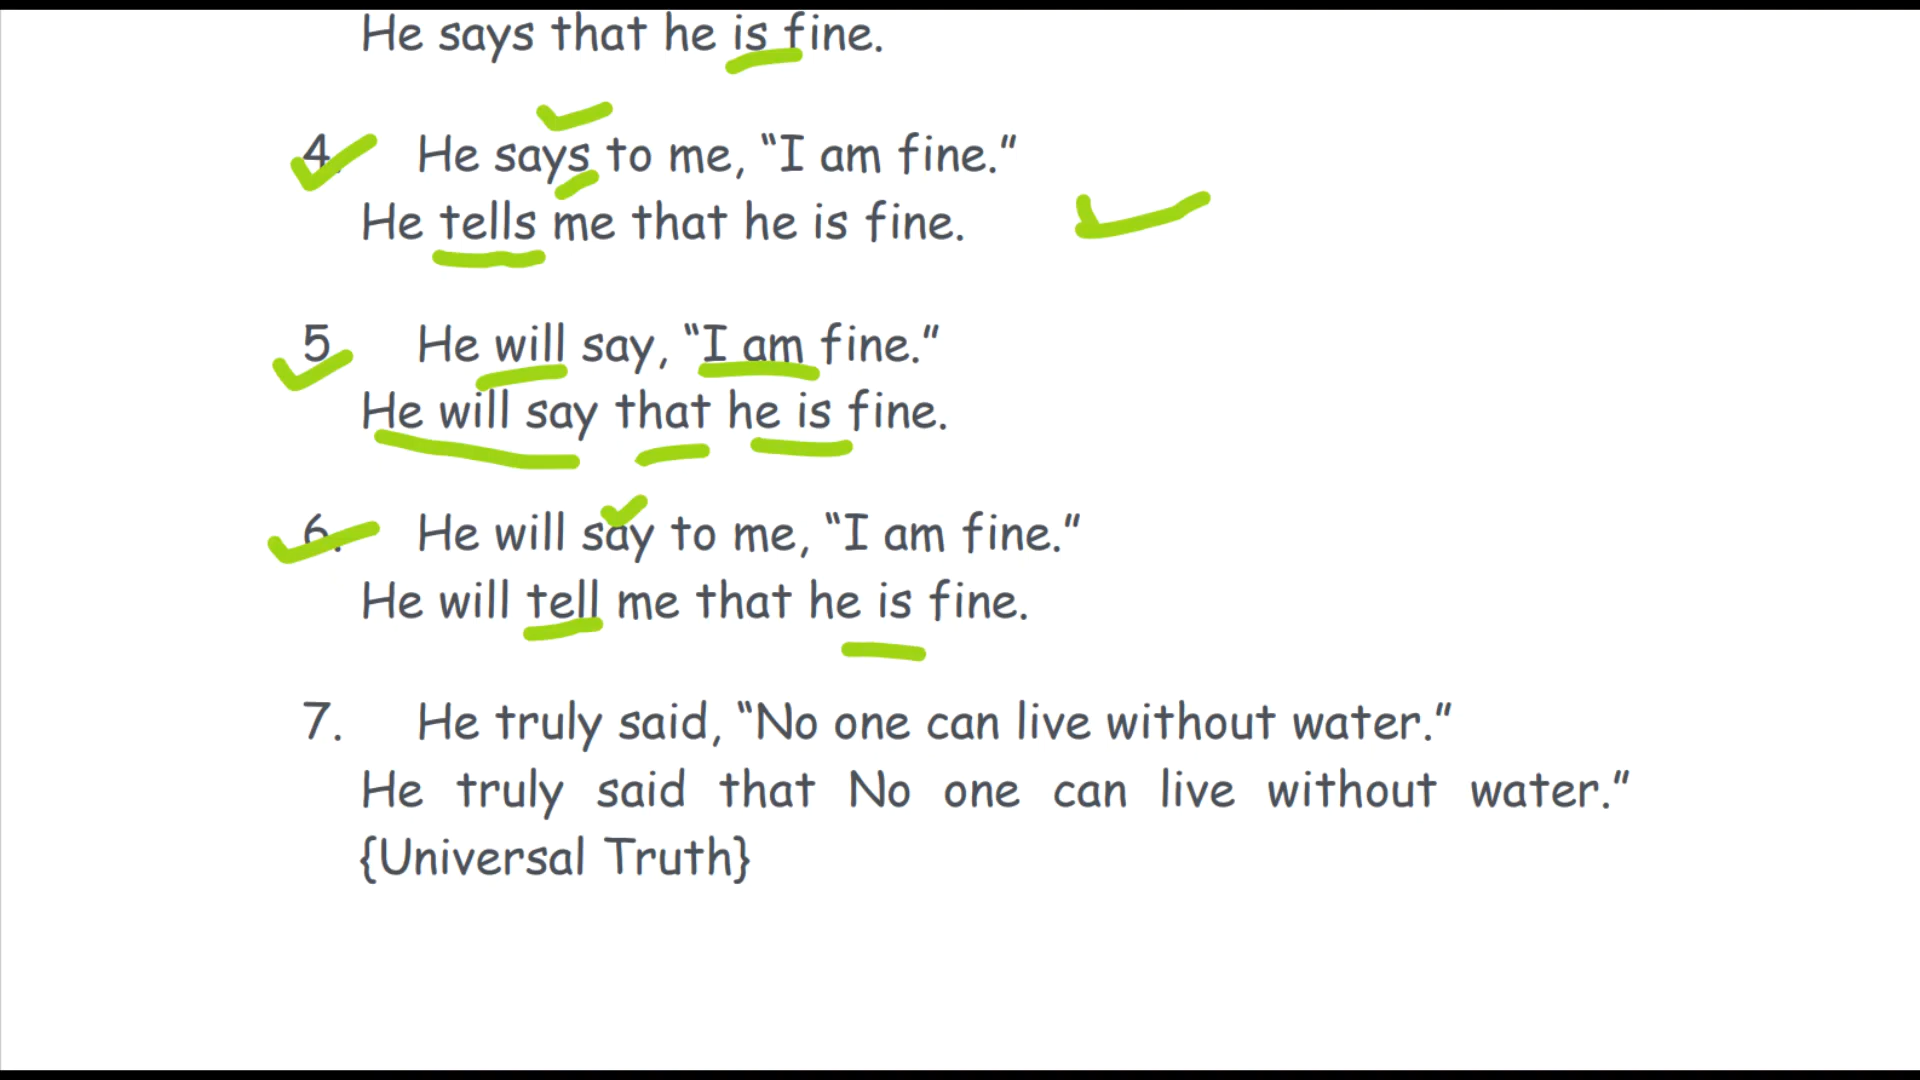 He says that he is fine.
4. He says to me, “I am fine.”
He tells me that he is fine.
5. He will say, “I am fine.”
He will say that he is fine.
6. He will say to me, “I am fine.”
He will tell me that he is fine.
7. He truly said, “No one can live without water.”
He truly said that No one can live without water.”
{Universal Truth}